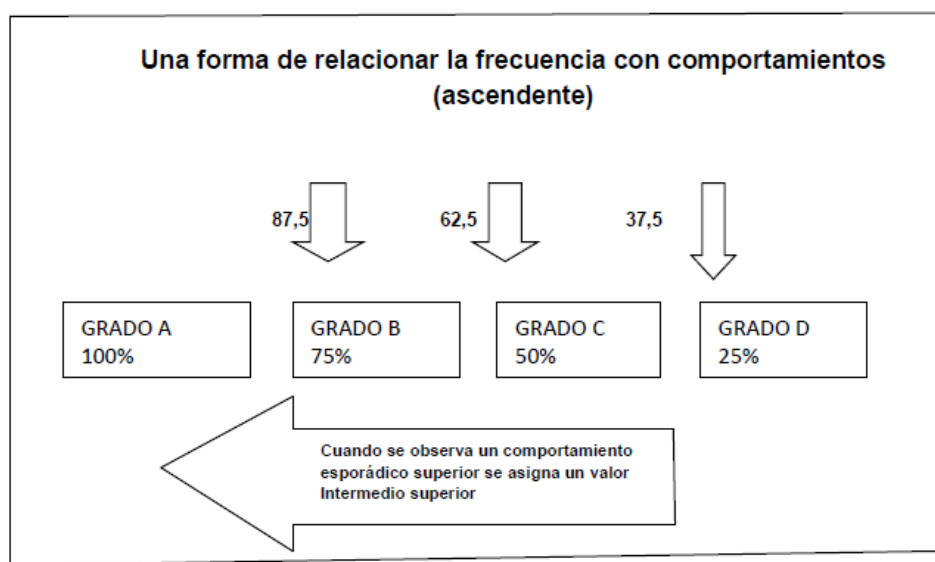 Una forma de relacionar la frecuencia con comportamientos
(ascendente)
87,5
62,5
37,5
GRADO A
100%
GRADO B
75%
GRADO C
50%
GRADO D
25%
Cuando se observa un comportamiento
esporádico superior se asigna un valor
Intermedio superior